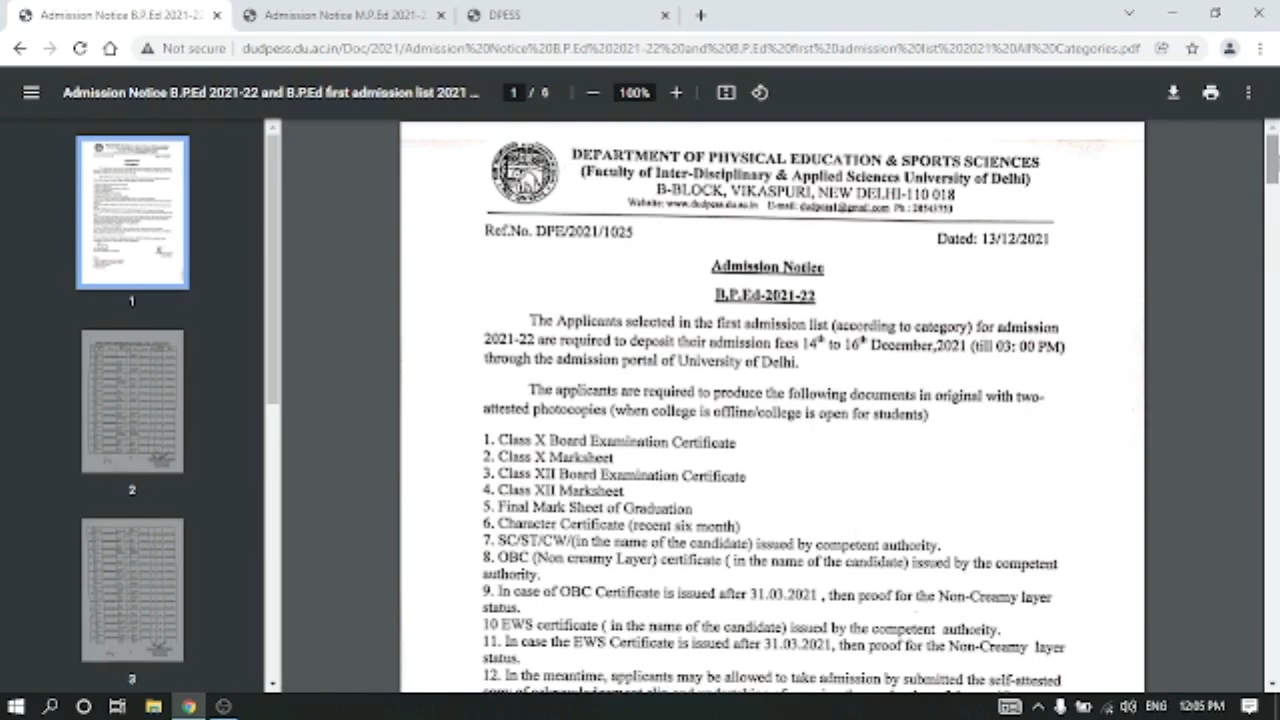 Admission Notice B.P.Ed 2021-22
Admission Notice M.P.Ed 2021-2
DPESS
Not secure
dudpess.du.ac.in/Doc/2021/Admission%20Notice%20B.P.Ed%202021-22%20and%20B.P.Ed%20first%20admission%20list%202021%20All%20Categories.pdf
Admission Notice B.P.Ed 2021-22 and B.P.Ed first admission list 2021 ...
1 / 6
100%
1
2
3
DEPARTMENT OF PHYSICAL EDUCATION & SPORTS SCIENCES
(Faculty of Inter-Disciplinary & Applied Sciences University of Delhi)
B-BLOCK, VIKASPURI, NEW DELHI-110 018
Website: www.dudpess.du.ac.in E-mail: dudpess1@gmail.com Ph : 28543753
Ref.No. DPE/2021/1025
Dated: 13/12/2021
Admission Notice
B.P.Ed-2021-22
The Applicants selected in the first admission list (according to category) for admission
2021-22 are required to deposit their admission fees 14th to 16th December,2021 (till 03: 00 PM)
through the admission portal of University of Delhi.
The applicants are required to produce the following documents in original with two-
attested photocopies (when college is offline/college is open for students)
1. Class X Board Examination Certificate
2. Class X Marksheet
3. Class XII Board Examination Certificate
4. Class XII Marksheet
5. Final Mark Sheet of Graduation
6. Character Certificate (recent six month)
7. SC/ST/CW/(in the name of the candidate) issued by competent authority.
8. OBC (Non creamy Layer) certificate ( in the name of the candidate) issued by the competent
authority.
9. In case of OBC Certificate is issued after 31.03.2021 , then proof for the Non-Creamy layer
status.
10 EWS certificate ( in the name of the candidate) issued by the competent authority.
11. In case the EWS Certificate is issued after 31.03.2021, then proof for the Non-Creamy layer
status.
12. In the meantime, applicants may be allowed to take admission by submitted the self-attested
ENG
12:05 PM